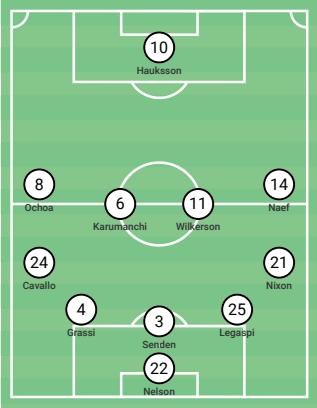 10
Hauksson
8
Ochoa
6
Karumanchi
11
Wilkerson
14
Naef
24
Cavallo
21
Nixon
4
Grassi
3
Senden
25
Legaspi
22
Nelson